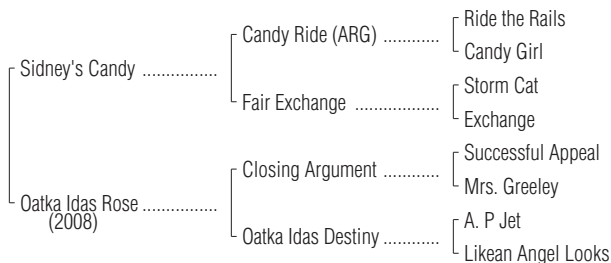 Ride the Rails
Candy Ride (ARG) ............
Candy Girl
Sidney's Candy ................
Storm Cat
Fair Exchange ..................
Exchange
Successful Appeal
Closing Argument ............
Mrs. Greeley
Oatka Idas Rose ................
(2008)
A. P Jet
Oatka Idas Destiny ............
Likean Angel Looks